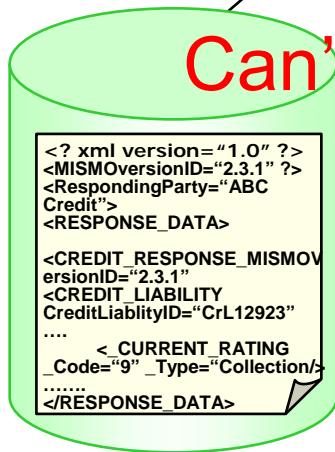 Can'
<? xml version="1.0" ?>
<MISMOversionID="2.3.1" ?>
<RespondingParty="ABC
Credit">
<RESPONSE_DATA>
<CREDIT_RESPONSE_MISMOV
ersionID="2.3.1"
<CREDIT_LIABILITY
CreditLiablityID="CrL12923"
….
<_CURRENT_RATING
_Code="9" _Type="Collection/>
…….
</RESPONSE_DATA>